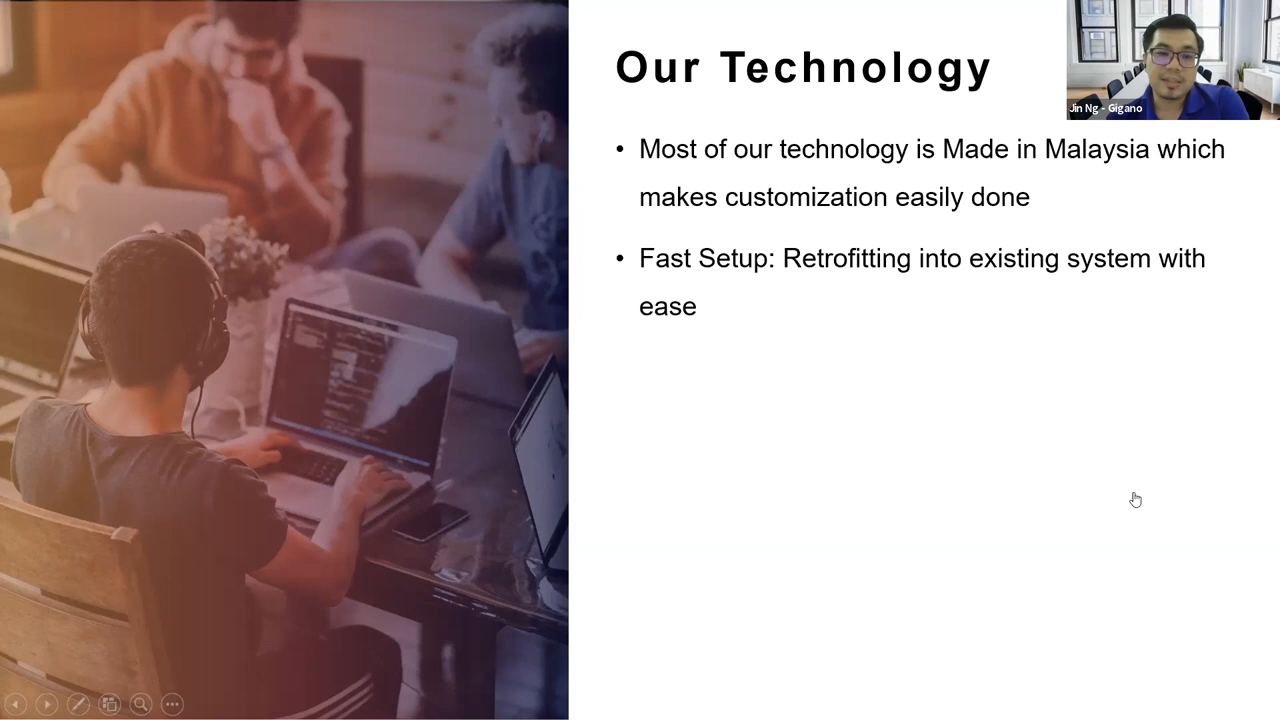 Our Technology
Jin Ng - Gigano
• Most of our technology is Made in Malaysia which
makes customization easily done
• Fast Setup: Retrofitting into existing system with
ease